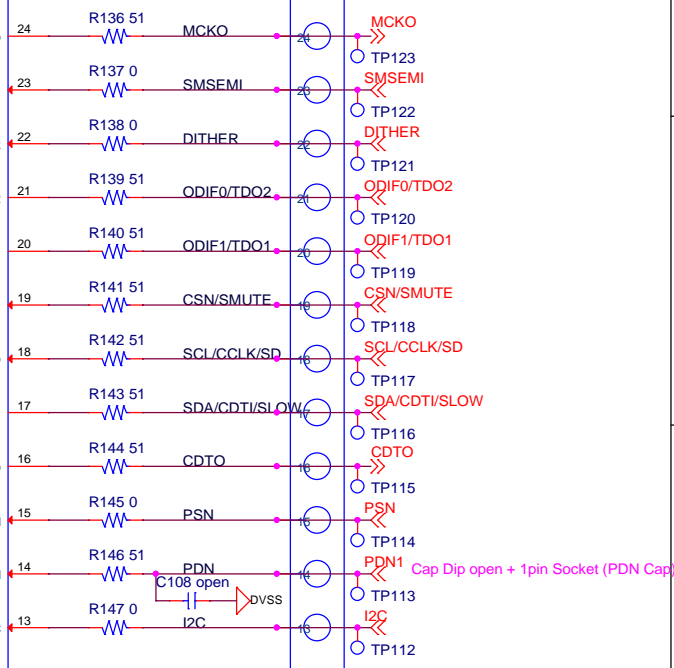 24 R136 51 MCKO 24 MCKO
TP123
23 R137 0 SMSEMI 23 SMSEMI
TP122
22 R138 0 DITHER 22 DITHER
TP121
21 R139 51 ODIF0/TDO2 21 ODIF0/TDO2
TP120
20 R140 51 ODIF1/TDO1 20 ODIF1/TDO1
TP119
19 R141 51 CSN/SMUTE 19 CSN/SMUTE
TP118
18 R142 51 SCL/CCLK/SD 18 SCL/CCLK/SD
TP117
17 R143 51 SDA/CDTI/SLOW 17 SDA/CDTI/SLOW
TP116
16 R144 51 CDTO 16 CDTO
TP115
15 R145 0 PSN 15 PSN
TP114
14 R146 51 PDN 14 PDN1 Cap Dip open + 1pin Socket (PDN Cap)
C108 open DVSS TP113
13 R147 0 I2C 13 I2C
TP112